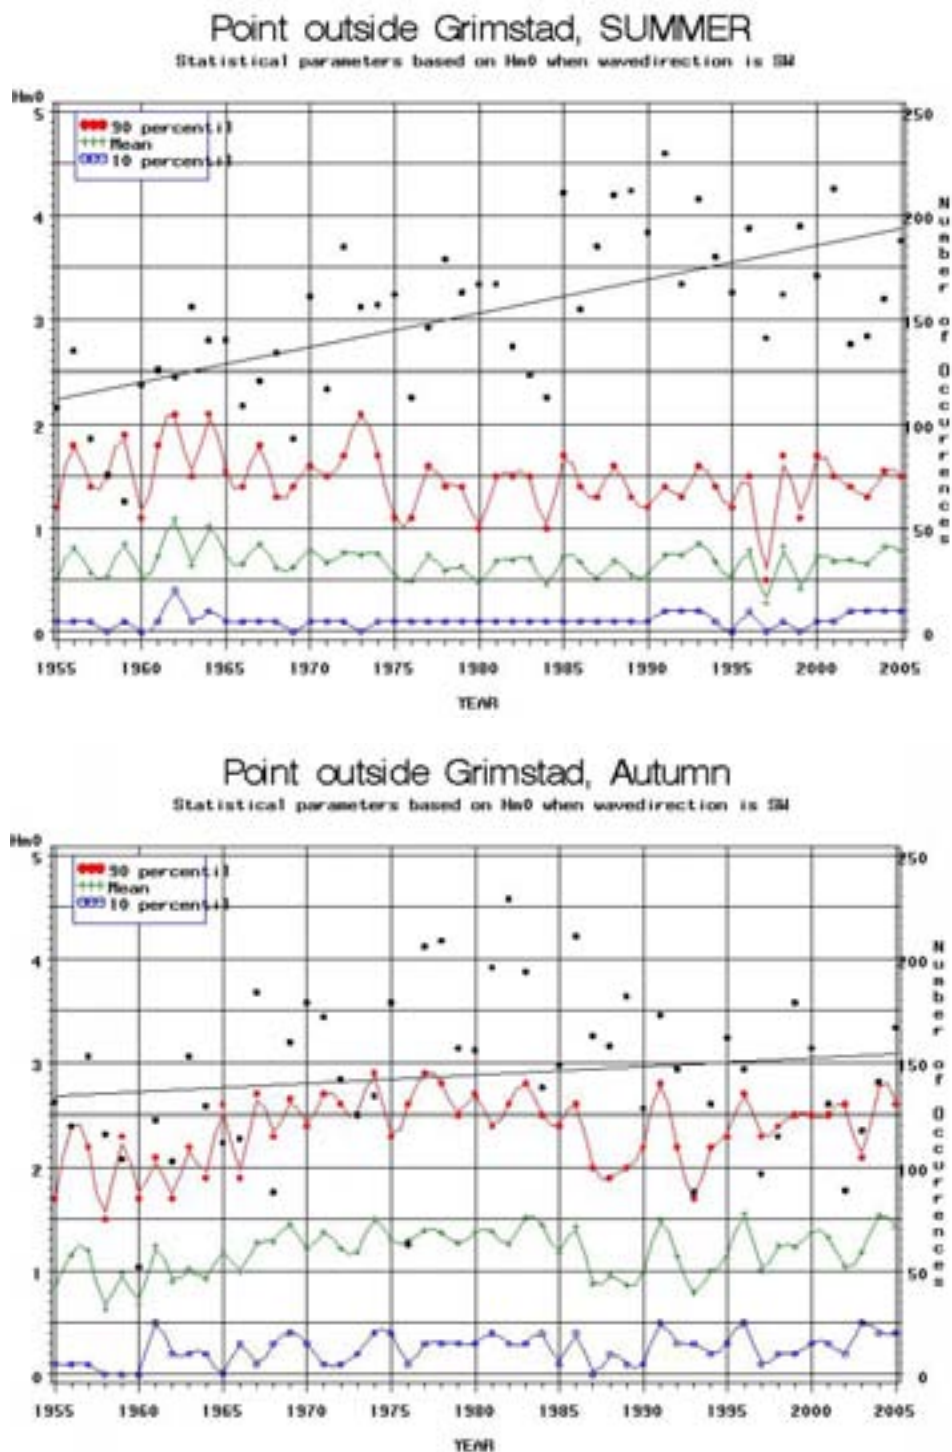 Point outside Grimstad, SUMMER
Statistical parameters based on Hm0 when wavedirection is SW
Hm0
5
250
90 percentil
Mean
10 percentil
4
200
3
150
2
100
1
50
0
0
Number of Occurrences
1955 1960 1965 1970 1975 1980 1985 1990 1995 2000 2005
YEAR
Point outside Grimstad, Autumn
Statistical parameters based on Hm0 when wavedirection is SW
Hm0
5
250
90 percentil
Mean
10 percentil
4
200
3
150
2
100
1
50
0
0
Number of Occurrences
1955 1960 1965 1970 1975 1980 1985 1990 1995 2000 2005
YEAR